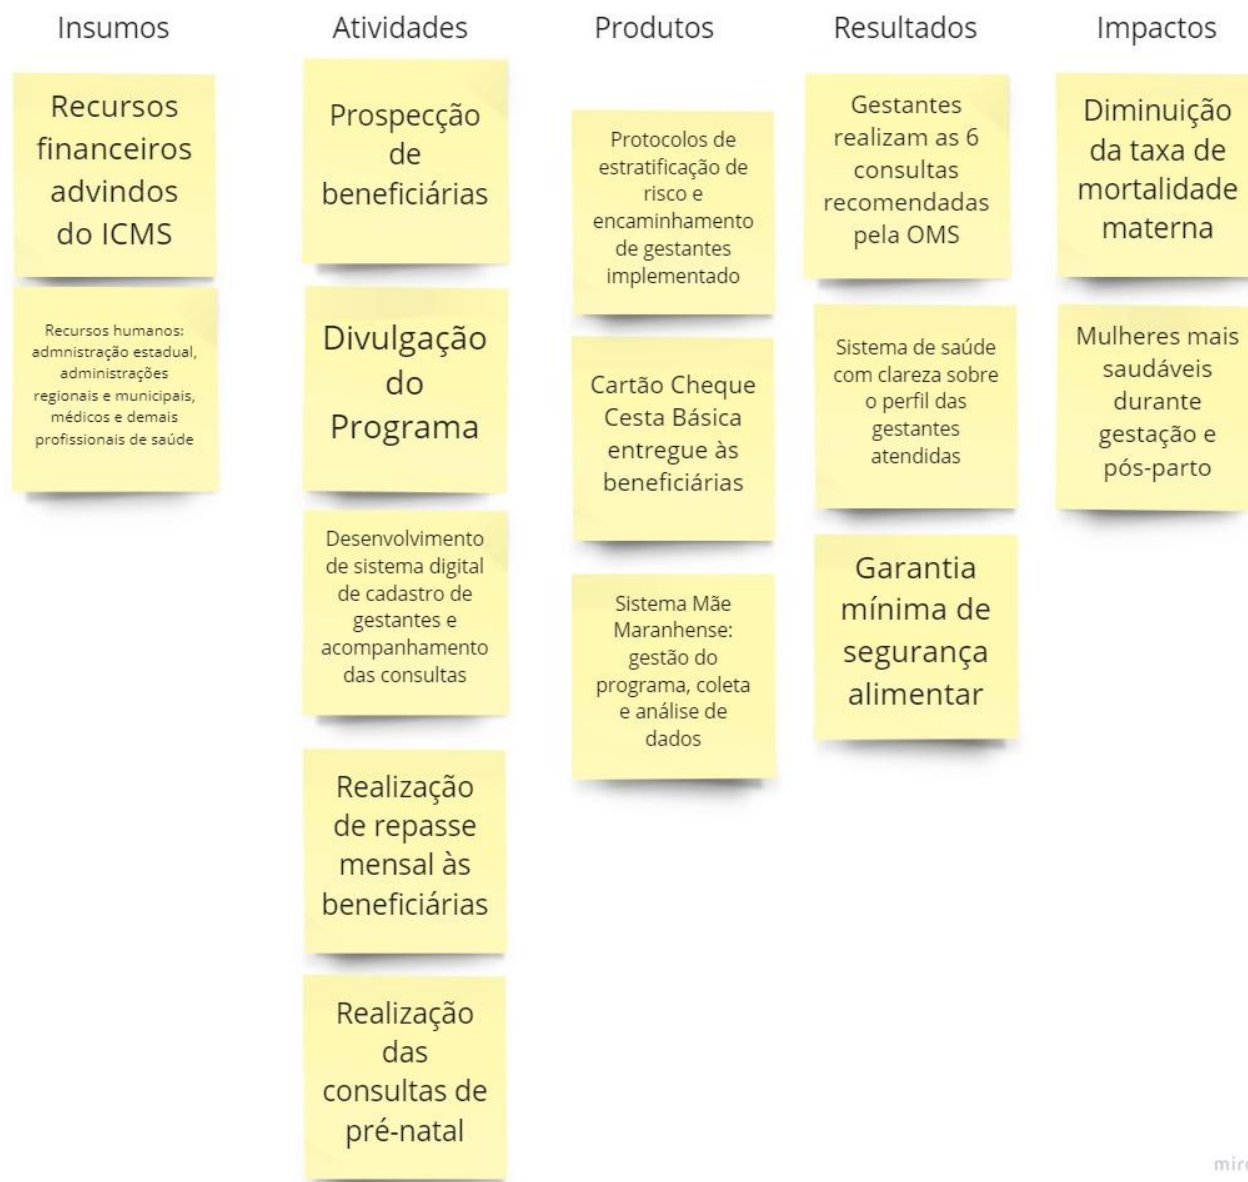 Insumos
Atividades
Produtos
Resultados
Impactos
Recursos
financeiros
advindos
do ICMS
Recursos humanos:
admnistração estadual,
administrações
regionais e municipais,
médicos e demais
profissionais de saúde
Prospecção
de
beneficiárias
Divulgação
do
Programa
Desenvolvimento
de sistema digital
de cadastro de
gestantes e
acompanhamento
das consultas
Realização
de repasse
mensal às
beneficiárias
Realização
das
consultas de
pré-natal
Protocolos de
estratificação de
risco e
encaminhamento
de gestantes
implementado
Cartão Cheque
Cesta Básica
entregue às
beneficiárias
Sistema Mãe
Maranhense:
gestão do
programa, coleta
e análise de
dados
Gestantes
realizam as 6
consultas
recomendadas
pela OMS
Sistema de saúde
com clareza sobre
o perfil das
gestantes
atendidas
Garantia
mínima de
segurança
alimentar
Diminuição
da taxa de
mortalidade
materna
Mulheres mais
saudáveis
durante
gestação e
pós-parto